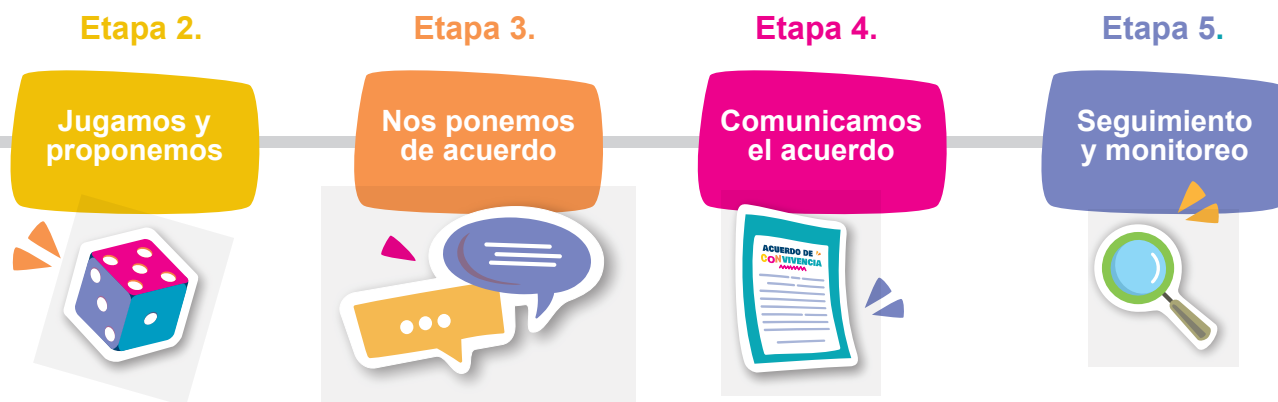 Etapa 2.
Jugamos y
proponemos
Etapa 3.
Nos ponemos
de acuerdo
Etapa 4.
Comunicamos
el acuerdo
ACUERDO DE
CONVIVENCIA
Etapa 5.
Seguimiento
y monitoreo